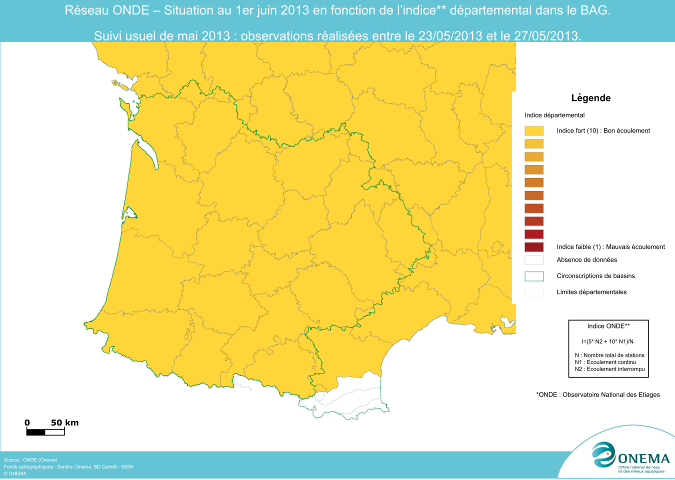 Réseau ONDE – Situation au 1er juin 2013 en fonction de l'indice** départemental dans le BAG.
Suivi usuel de mai 2013 : observations réalisées entre le 23/05/2013 et le 27/05/2013.
Légende
Indice départemental
Indice fort (10) : Bon écoulement
Indice faible (1) : Mauvais écoulement
Absence de données
Circonscriptions de bassins
Limites départementales
Indice ONDE**
I=(5* N2 + 10* N1)/N
N : Nombre total de stations
N1 : Ecoulement continu
N2 : Ecoulement interrompu
*ONDE : Observatoire National des Etiages
0 50 km
Source : ONDE (Onema)
Fonds cartographiques : Sandre, Onema, BD Carto® - ©IGN
© ONEMA
ONEMA
Office national de l'eau
et des milieux aquatiques